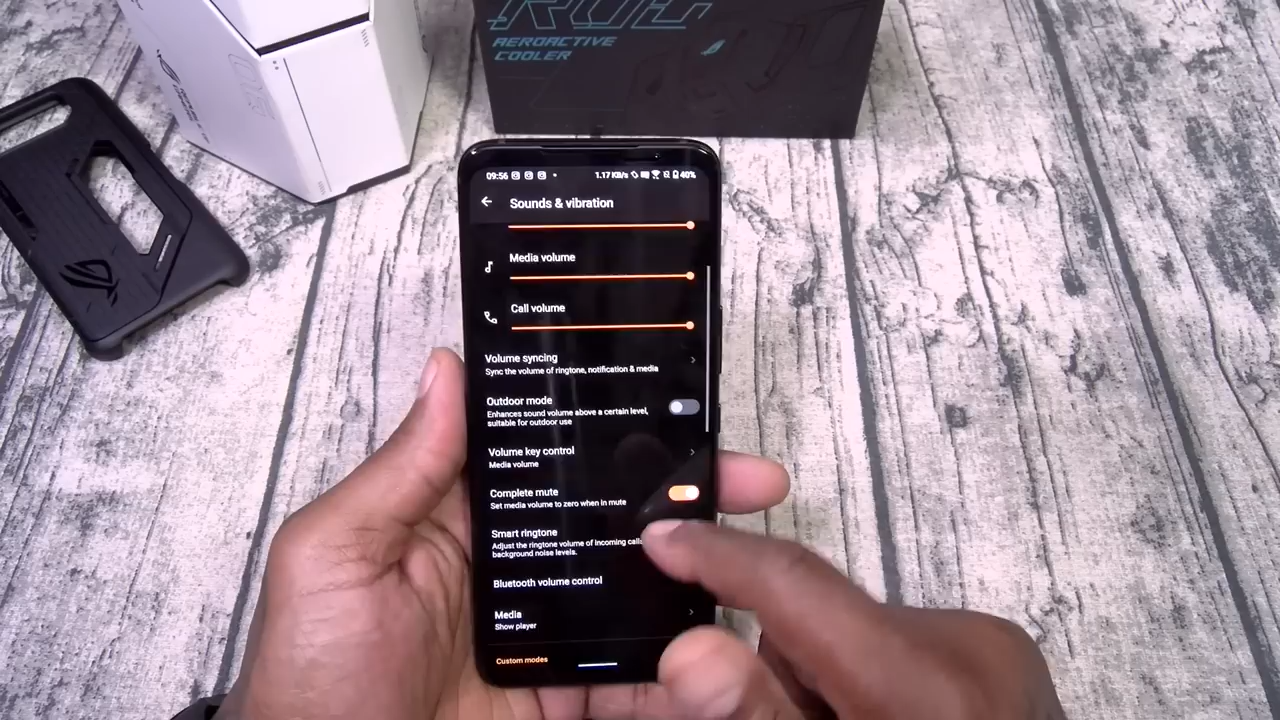 ROG
AEROACTIVE
COOLER
09:56
1.17 KB/s
40%
Sounds & vibration
Media volume
Call volume
Volume syncing
Sync the volume of ringtone, notification & media
Outdoor mode
Enhances sound volume above a certain level,
suitable for outdoor use
Volume key control
Media volume
Complete mute
Set media volume to zero when in mute
Smart ringtone
Adjust the ringtone volume of incoming calls
background noise levels.
Bluetooth volume control
Media
Show player
Custom modes